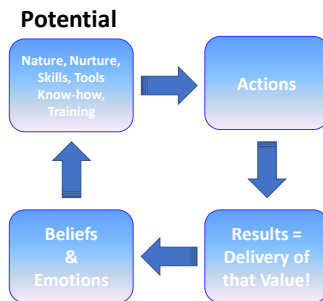 Potential
Nature, Nurture,
Skills, Tools
Know-how,
Training
Actions
Beliefs
&
Emotions
Results =
Delivery of
that Value!